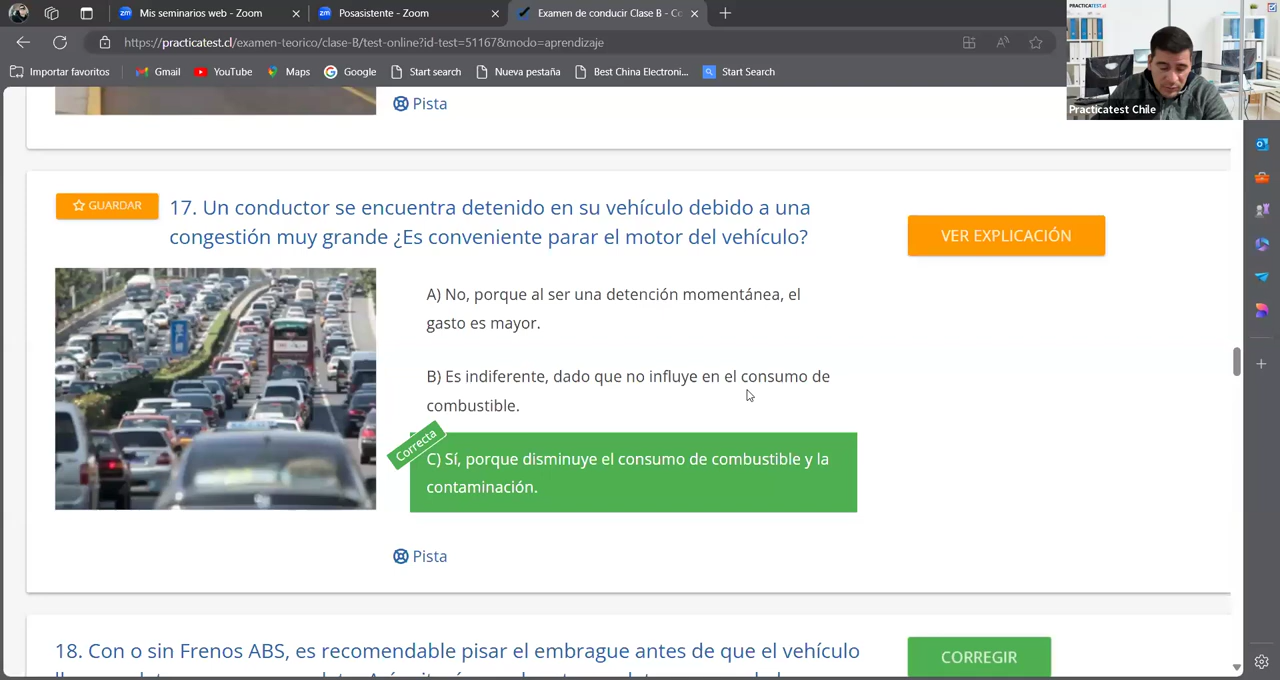 Mis seminarios web - Zoom
Posasistente - Zoom
Examen de conducir Clase B - Co
https://practicatest.cl/examen-teorico/clase-B/test-online?id-test=51167&modo=aprendizaje
Importar favoritos
Gmail
YouTube
Maps
Google
Start search
Nueva pestaña
Best China Electroni...
Start Search
PRACTICATEST.cl
Practicatest Chile
Pista
GUARDAR
17. Un conductor se encuentra detenido en su vehículo debido a una
congestión muy grande ¿Es conveniente parar el motor del vehículo?
VER EXPLICACIÓN
A) No, porque al ser una detención momentánea, el
gasto es mayor.
B) Es indiferente, dado que no influye en el consumo de
combustible.
Correcta
C) Sí, porque disminuye el consumo de combustible y la
contaminación.
Pista
18. Con o sin Frenos ABS, es recomendable pisar el embrague antes de que el vehículo
CORREGIR